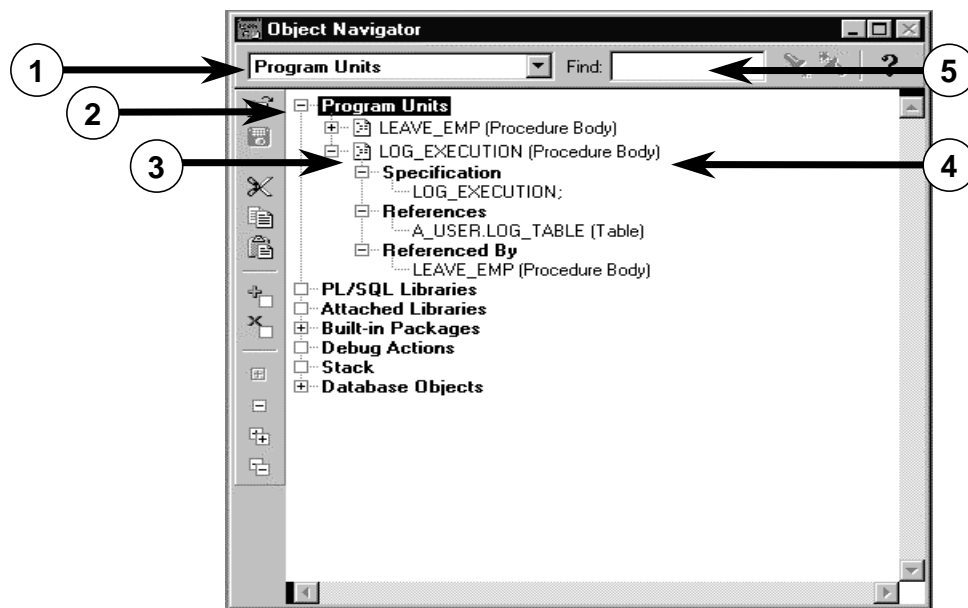 Object Navigator
1
Program Units
Find:
?
5
2
Program Units
LEAVE_EMP (Procedure Body)
3
LOG_EXECUTION (Procedure Body)
4
Specification
LOG_EXECUTION;
References
A_USER.LOG_TABLE (Table)
Referenced By
LEAVE_EMP (Procedure Body)
PL/SQL Libraries
Attached Libraries
Built-in Packages
Debug Actions
Stack
Database Objects